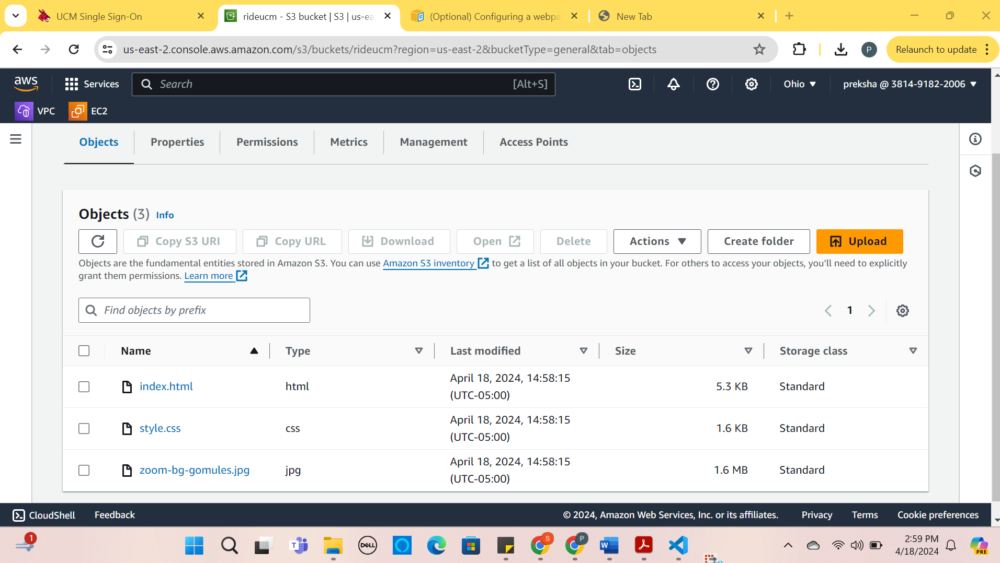 UCM Single Sign-On
rideucm - S3 bucket | S3 | us-ea
(Optional) Configuring a webpa
New Tab
us-east-2.console.aws.amazon.com/s3/buckets/rideucm?region=us-east-2&bucketType=general&tab=objects
P
Relaunch to update
aws
Services
Search
[Alt+S]
Ohio
preksha @ 3814-9182-2006
VPC
EC2
Objects
Properties
Permissions
Metrics
Management
Access Points
Objects (3) Info
Copy S3 URI
Copy URL
Download
Open
Delete
Actions
Create folder
Upload
Objects are the fundamental entities stored in Amazon S3. You can use Amazon S3 inventory to get a list of all objects in your bucket. For others to access your objects, you’ll need to explicitly
grant them permissions. Learn more
Find objects by prefix
1
Name
Type
Last modified
Size
Storage class
index.html
html
April 18, 2024, 14:58:15
(UTC-05:00)
5.3 KB
Standard
style.css
css
April 18, 2024, 14:58:15
(UTC-05:00)
1.6 KB
Standard
zoom-bg-gomules.jpg
jpg
April 18, 2024, 14:58:15
(UTC-05:00)
1.6 MB
Standard
CloudShell
Feedback
© 2024, Amazon Web Services, Inc. or its affiliates.
Privacy
Terms
Cookie preferences
1
T
DELL
S
P
W
2:59 PM
4/18/2024
PRE